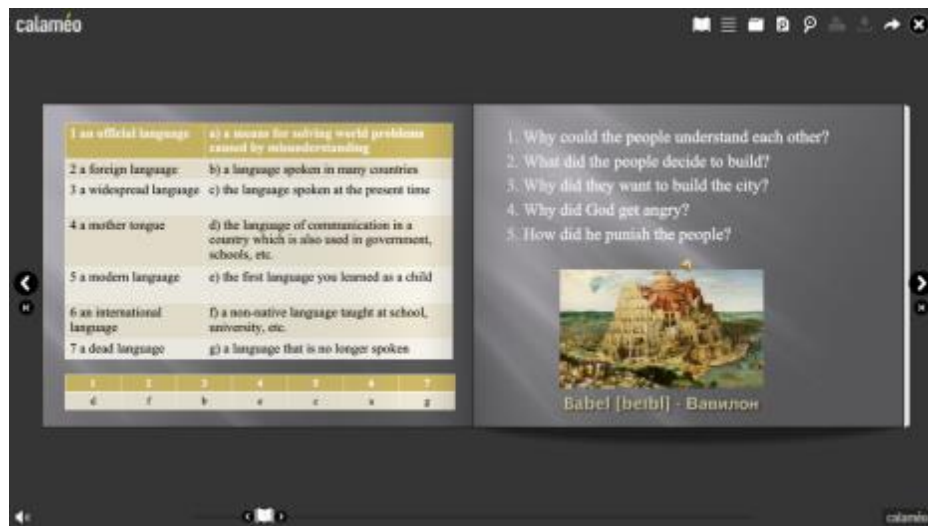 calaméo
1 an official language
a) a means for solving world problems
caused by misunderstanding
2 a foreign language
b) a language spoken in many countries
3 a widespread language
c) the language spoken at the present time
4 a mother tongue
d) the language of communication in a
country which is also used in government,
schools, etc.
5 a modern language
e) the first language you learned as a child
6 an international
language
f) a non-native language taught at school,
university, etc.
7 a dead language
g) a language that is no longer spoken
1 2 3 4 5 6 7
d f b e c a g
1. Why could the people understand each other?
2. What did the people decide to build?
3. Why did they want to build the city?
4. Why did God get angry?
5. How did he punish the people?
Babel [beɪbl] - Вавилон
calaméo